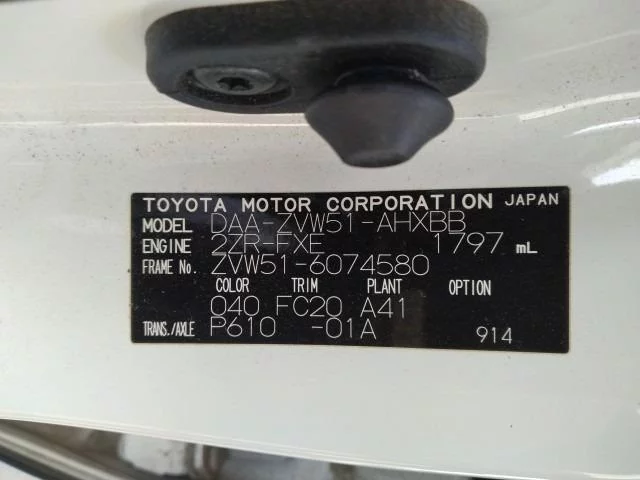 TOYOTA MOTOR CORPORATION JAPAN
MODEL DAA-ZVW51-AHXBB
ENGINE 2ZR-FXE 1797 mL
FRAME No. ZVW51-6074580
COLOR TRIM PLANT OPTION
040 FC20 A41
TRANS./AXLE P610 -01A 914